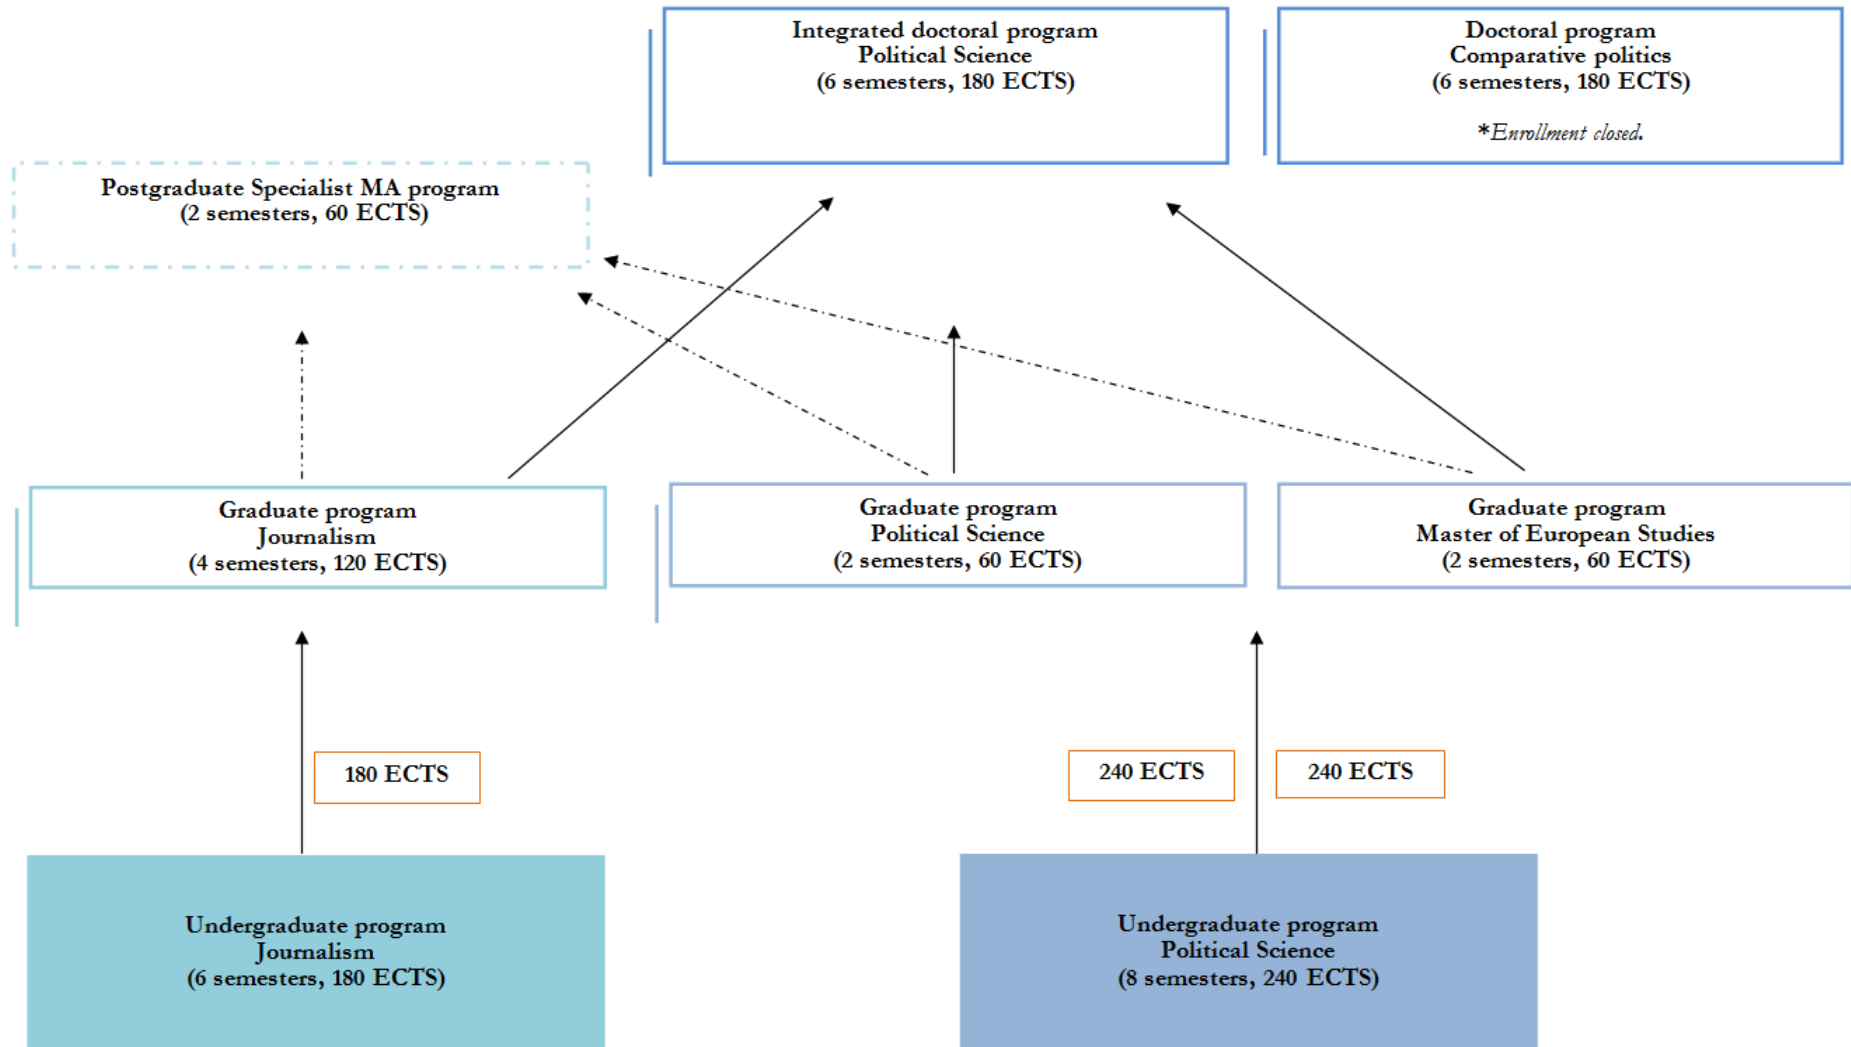 Integrated doctoral program
Political Science
(6 semesters, 180 ECTS)
Doctoral program
Comparative politics
(6 semesters, 180 ECTS)
*Enrollment closed.
Postgraduate Specialist MA program
(2 semesters, 60 ECTS)
Graduate program
Journalism
(4 semesters, 120 ECTS)
Graduate program
Political Science
(2 semesters, 60 ECTS)
Graduate program
Master of European Studies
(2 semesters, 60 ECTS)
180 ECTS
240 ECTS
240 ECTS
Undergraduate program
Journalism
(6 semesters, 180 ECTS)
Undergraduate program
Political Science
(8 semesters, 240 ECTS)